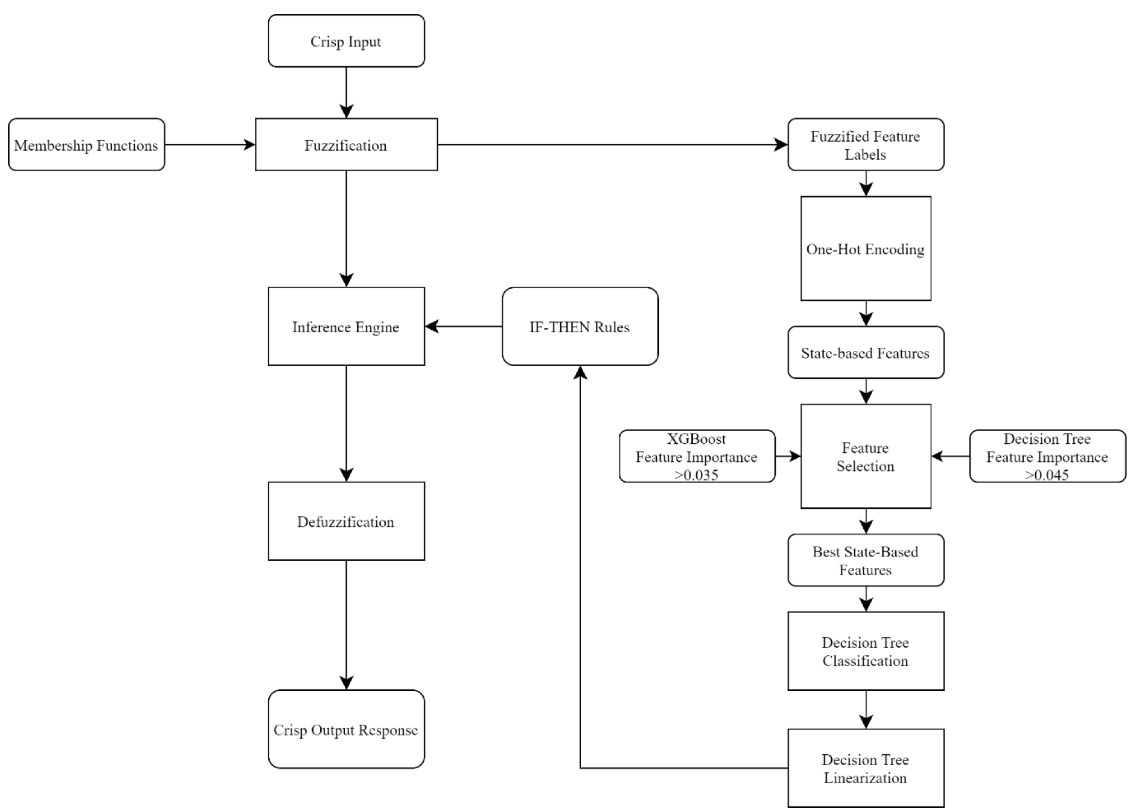 Crisp Input
Membership Functions
Fuzzification
Fuzzified Feature
Labels
One-Hot Encoding
Inference Engine
IF-THEN Rules
State-based Features
XGBoost
Feature Importance
>0.035
Feature
Selection
Decision Tree
Feature Importance
>0.045
Defuzzification
Best State-Based
Features
Decision Tree
Classification
Crisp Output Response
Decision Tree
Linearization